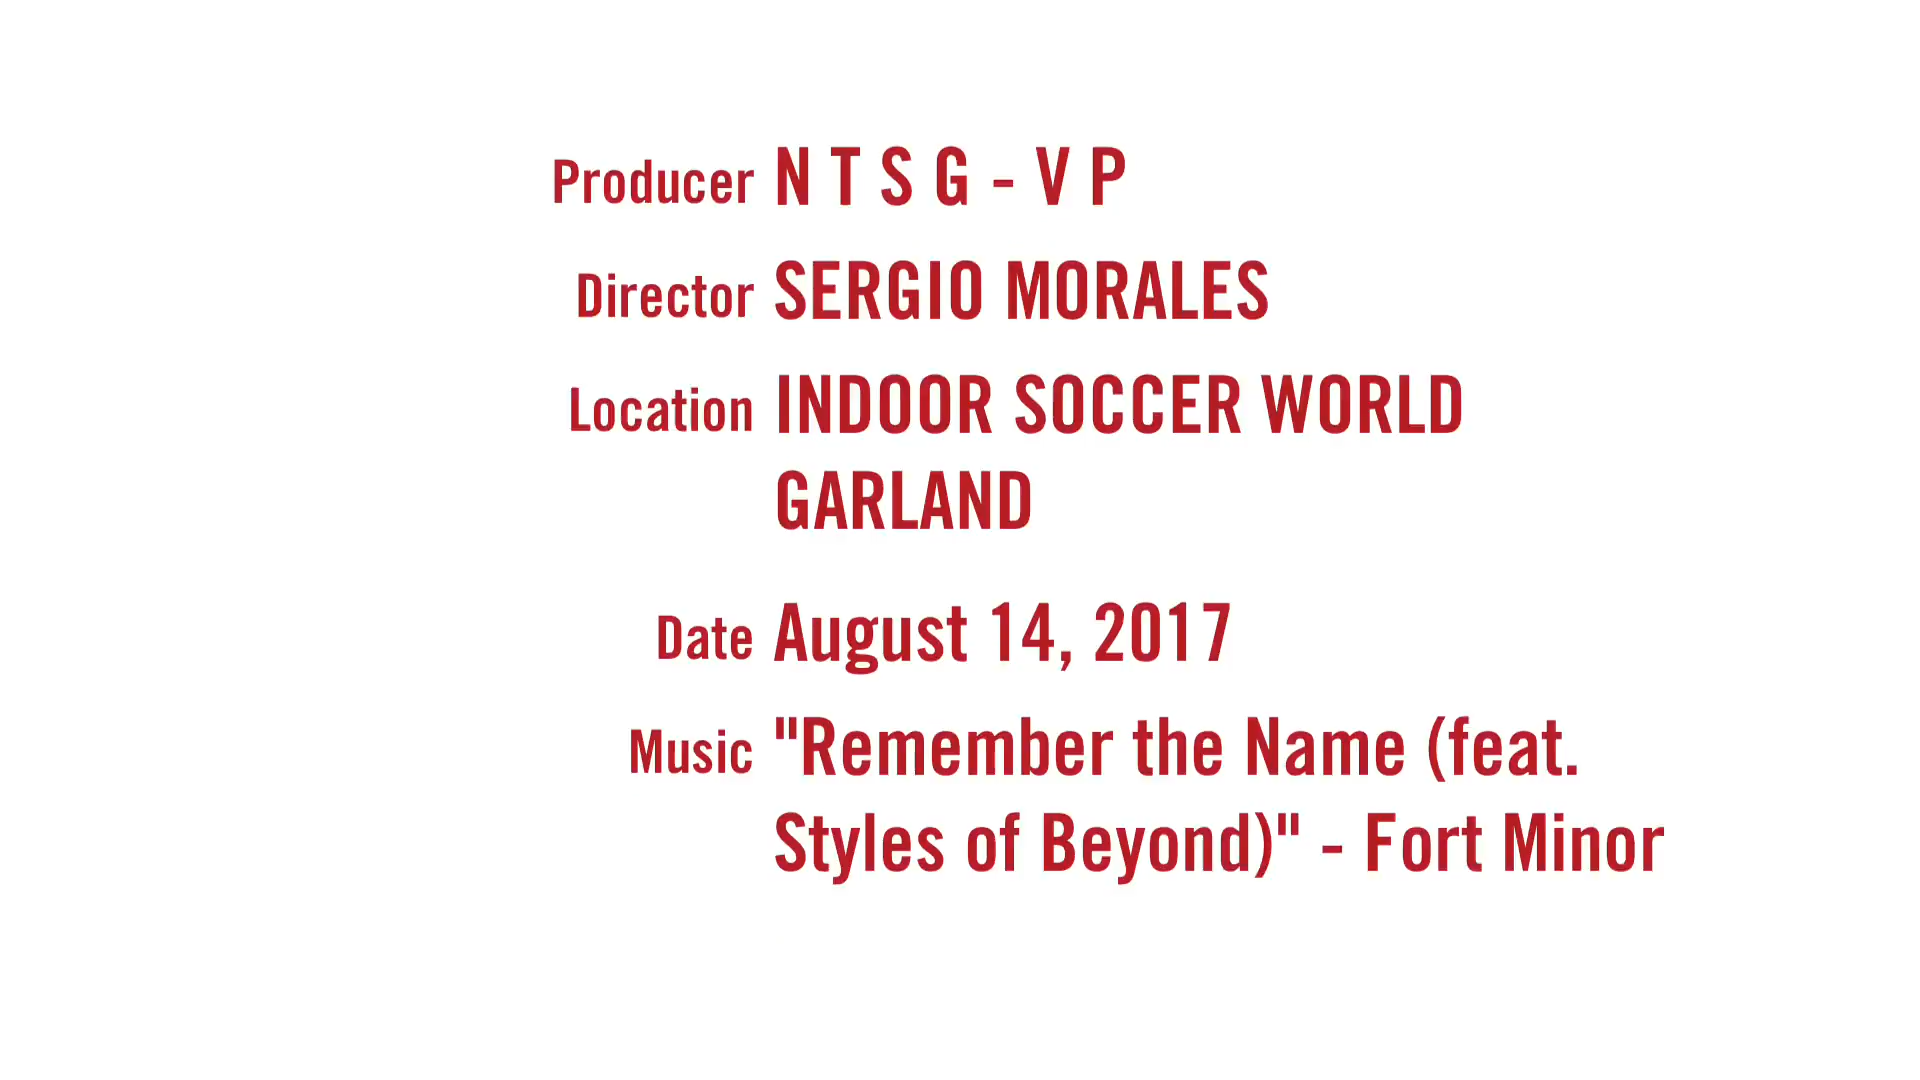 Producer N T S G - V P
Director SERGIO MORALES
Location INDOOR SOCCER WORLD
GARLAND
Date August 14, 2017
Music "Remember the Name (feat.
Styles of Beyond)" - Fort Minor